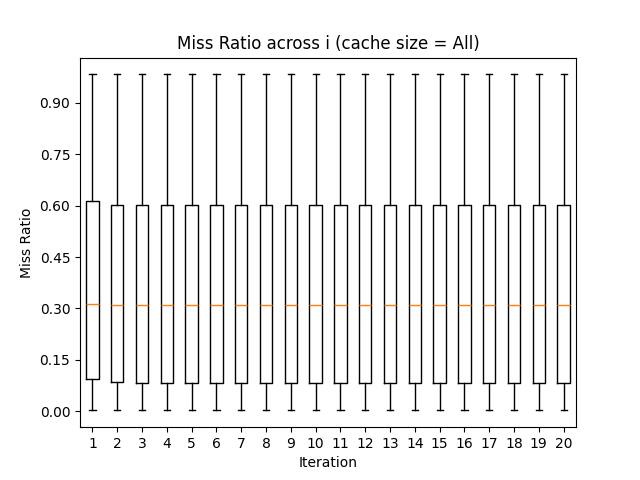 Miss Ratio across i (cache size = All)
Miss Ratio
0.90
0.75
0.60
0.45
0.30
0.15
0.00
1 2 3 4 5 6 7 8 9 10 11 12 13 14 15 16 17 18 19 20
Iteration